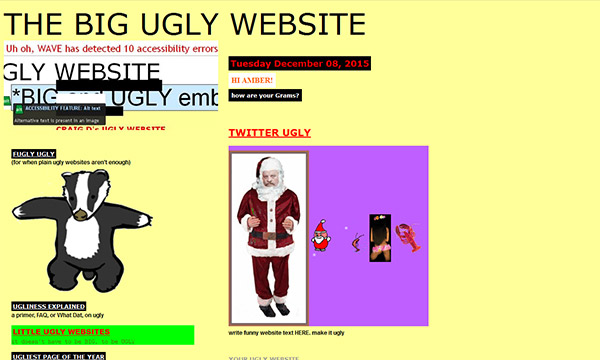 THE BIG UGLY WEBSITE
Uh oh, WAVE has detected 10 accessibility errors
GLY WEBSITE
*BIG and UGLY emb
ACCESSIBILITY FEATURE: Alt text
Alternative text is present in an image
CRAIG D's UGLY WEBSITE
FUGLY UGLY
(for when plain ugly websites aren't enough)
UGLINESS EXPLAINED
a primer, FAQ, or What Dat, on ugly
LITTLE UGLY WEBSITES
it doesn't have to be BIG, to be UGLY
UGLIEST PAGE OF THE YEAR
Tuesday December 08, 2015
HI AMBER!
how are your Grams?
TWITTER UGLY
write funny website text HERE. make it ugly
YOUR UGLY WEBSITE